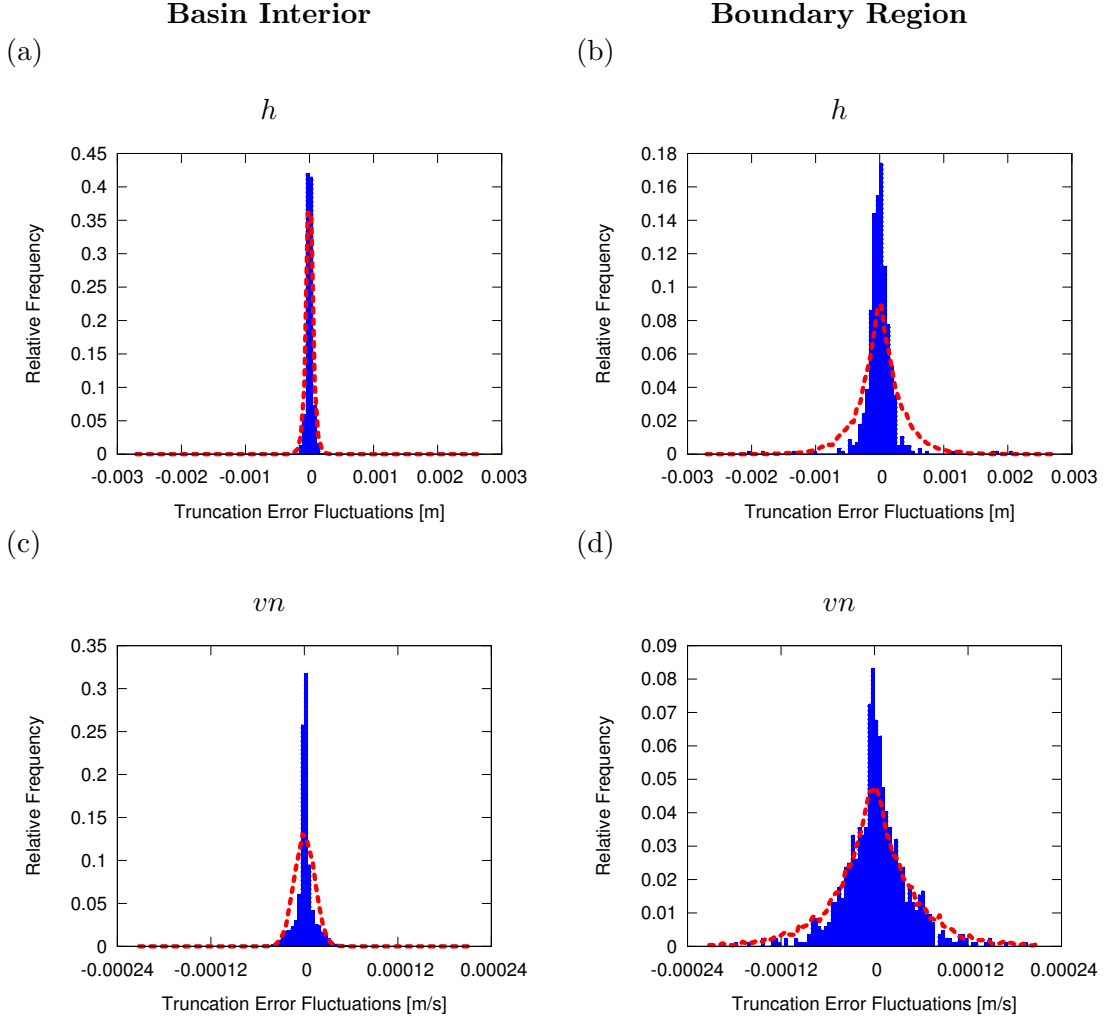 Basin Interior
Boundary Region
(a)
(b)
h
h
0.45
0.4
0.35
0.3
0.25
0.2
0.15
0.1
0.05
0
Relative Frequency
-0.003 -0.002 -0.001 0 0.001 0.002 0.003
Truncation Error Fluctuations [m]
0.18
0.16
0.14
0.12
0.1
0.08
0.06
0.04
0.02
0
Relative Frequency
-0.003 -0.002 -0.001 0 0.001 0.002 0.003
Truncation Error Fluctuations [m]
(c)
(d)
vn
vn
0.35
0.3
0.25
0.2
0.15
0.1
0.05
0
Relative Frequency
-0.00024 -0.00012 0 0.00012 0.00024
Truncation Error Fluctuations [m/s]
0.09
0.08
0.07
0.06
0.05
0.04
0.03
0.02
0.01
0
Relative Frequency
-0.00024 -0.00012 0 0.00012 0.00024
Truncation Error Fluctuations [m/s]